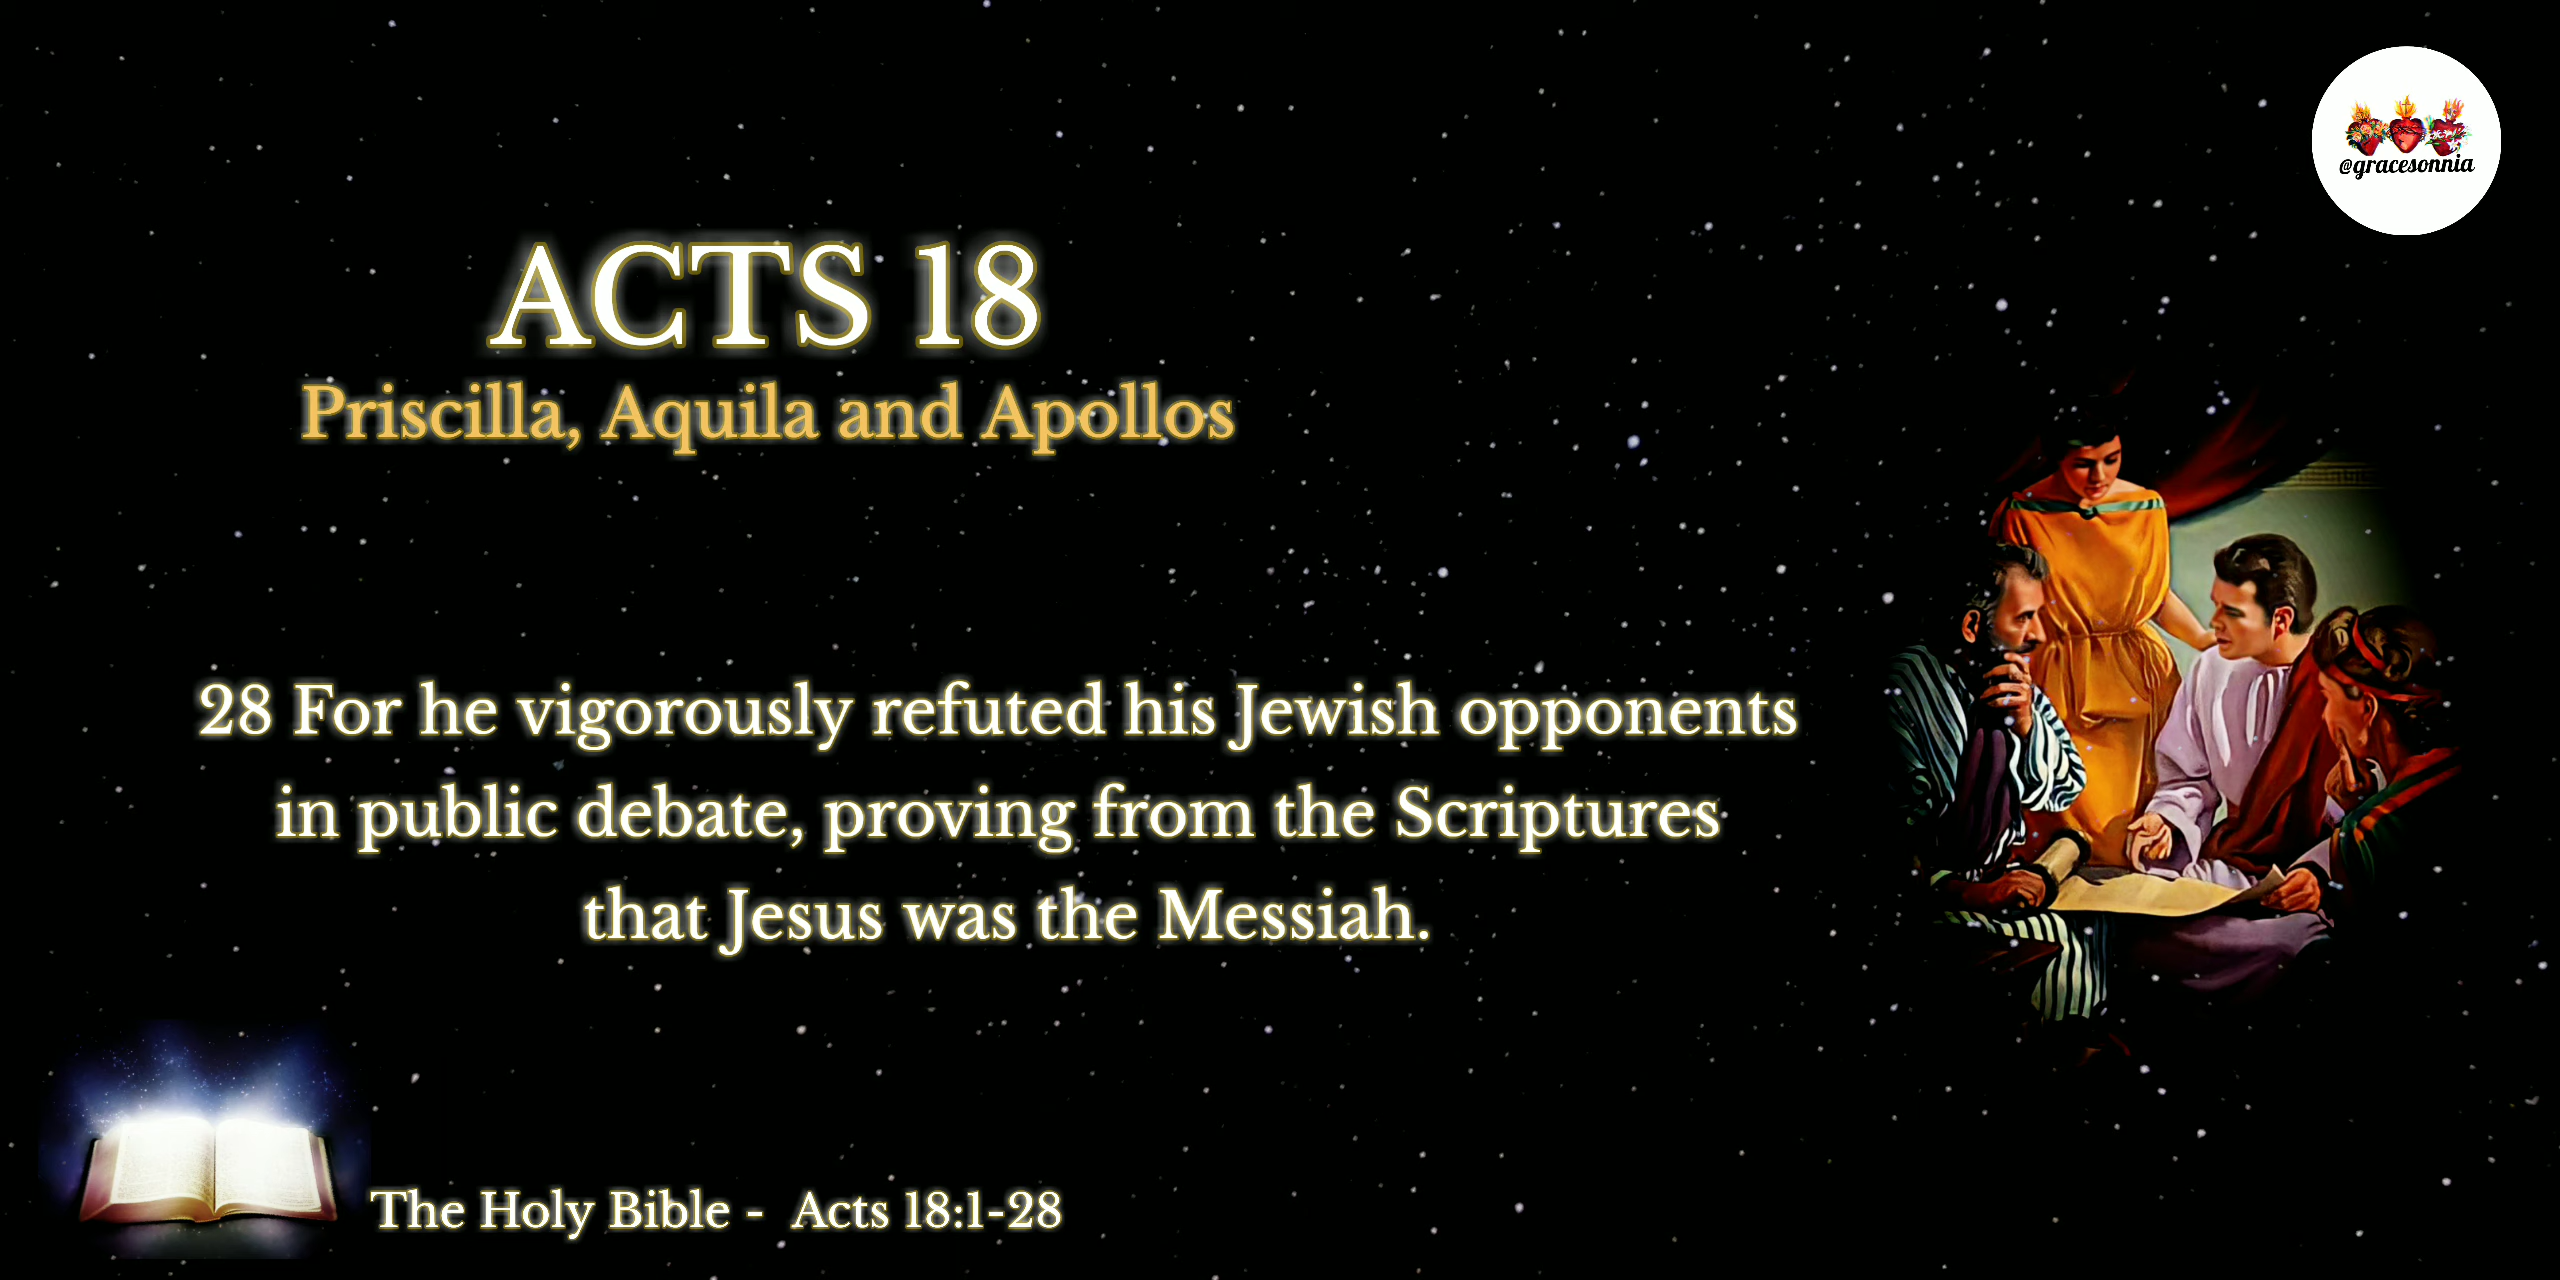 @gracesonnia
ACTS 18
Priscilla, Aquila and Apollos
28 For he vigorously refuted his Jewish opponents
in public debate, proving from the Scriptures
that Jesus was the Messiah.
The Holy Bible - Acts 18:1-28